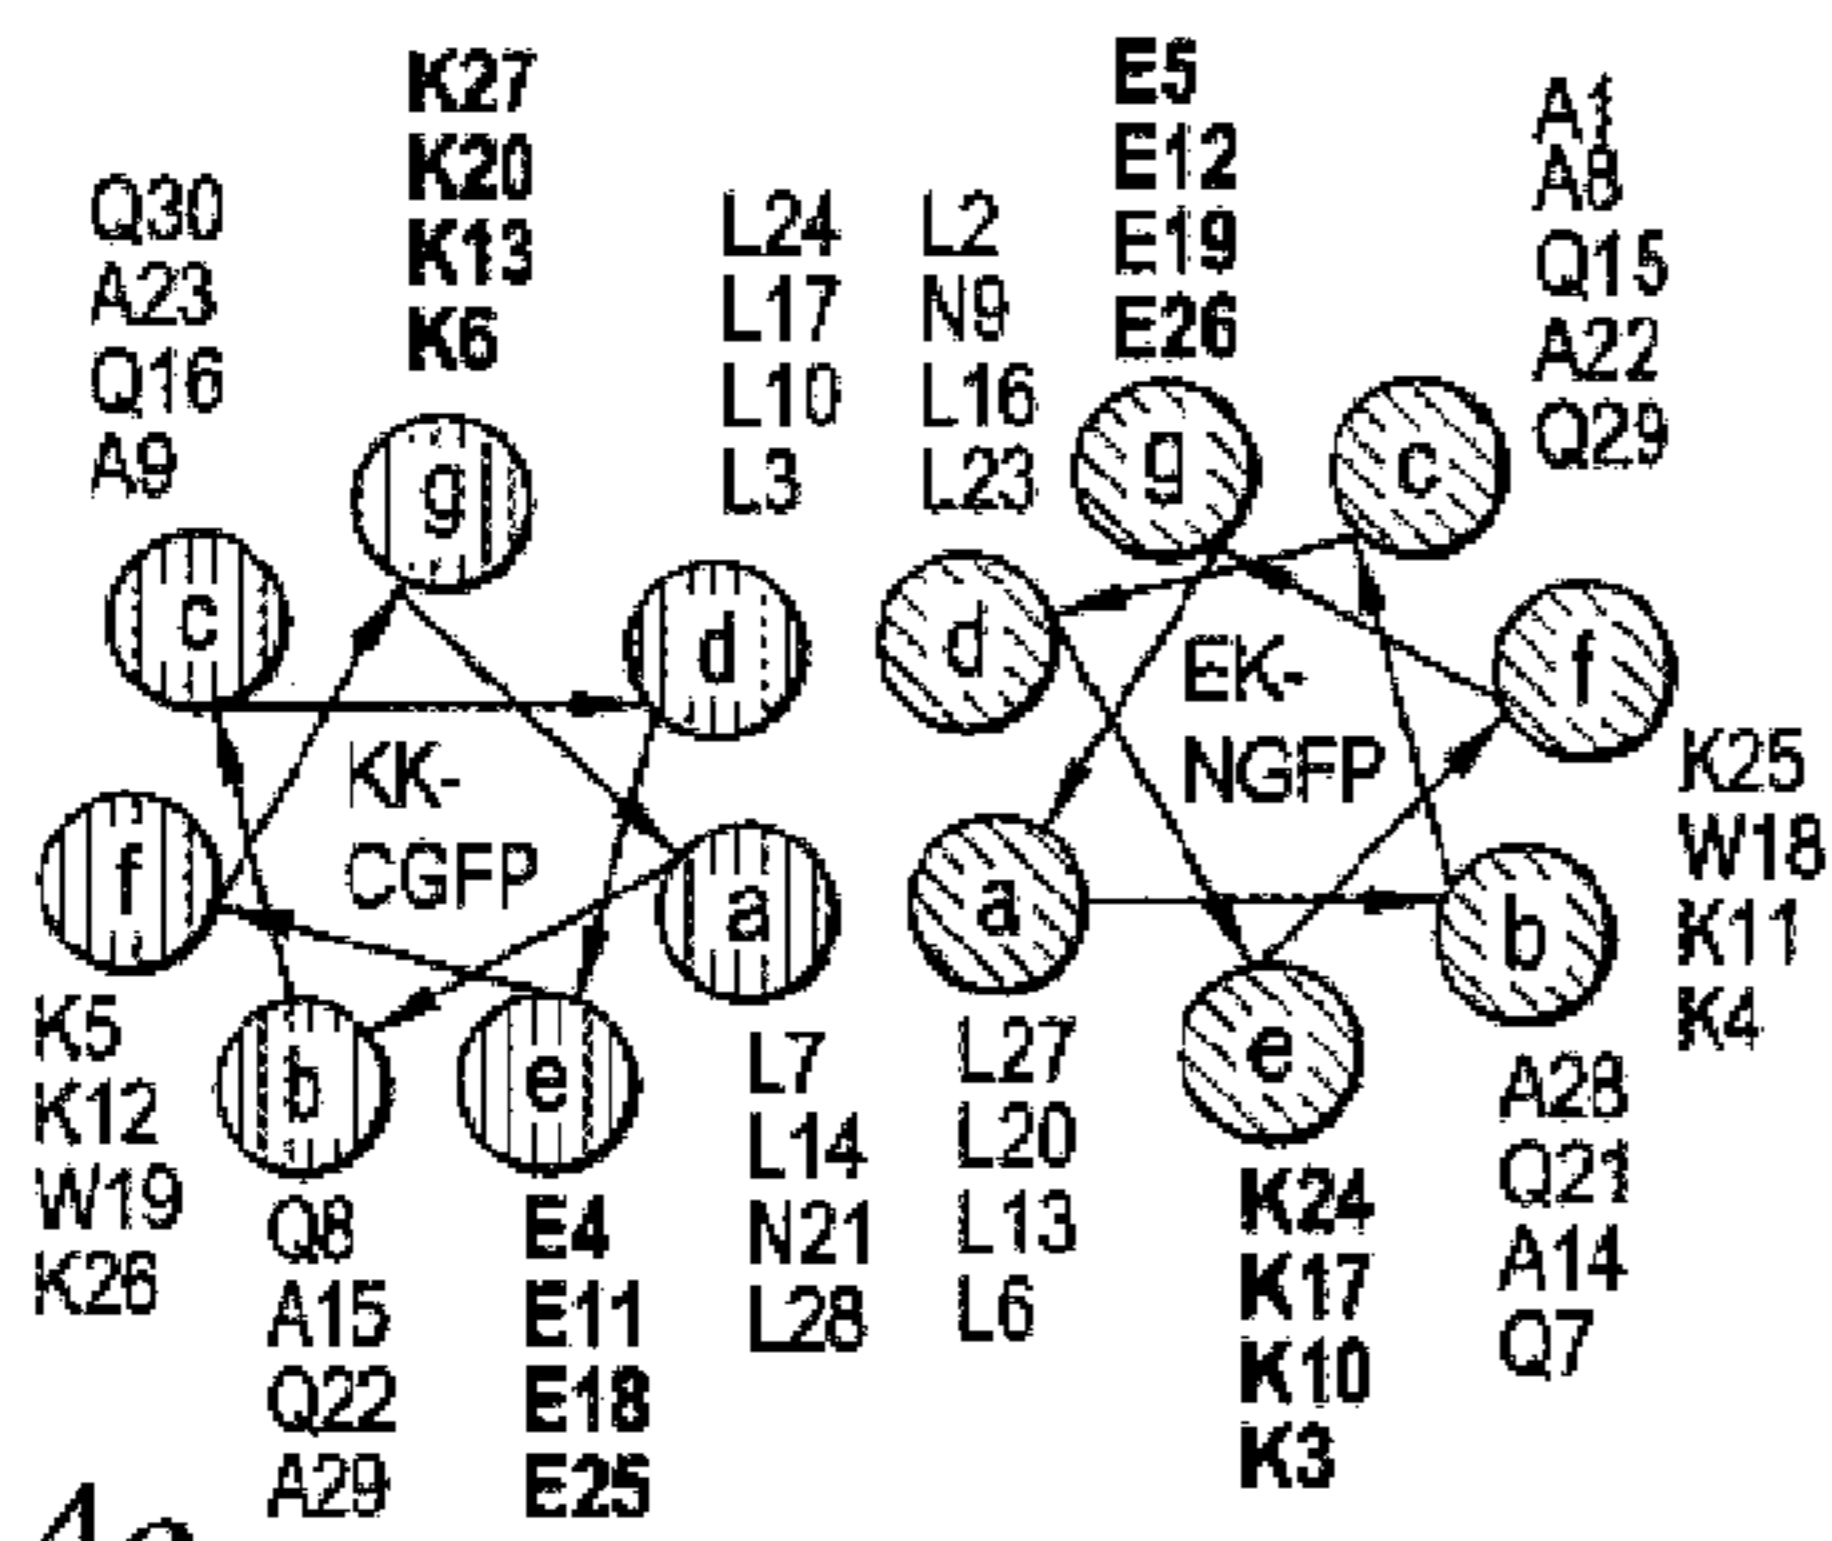 K27
K20
K13
K6
E5
E12
E19
E26
A1
A8
Q15
A22
Q29
Q30
A23
Q16
A9
L24
L17
L10
L3
L2
N9
L16
L23
g
c
d
g
c
d
f
KK-
CGFP
EK-
NGFP
f
a
a
b
b
e
e
K25
W18
K11
K4
K5
K12
W19
K26
Q8
A15
Q22
A29
E4
E11
E18
E25
L7
L14
N21
L28
L27
L20
L13
L6
K24
K17
K10
K3
A28
Q21
A14
Q7